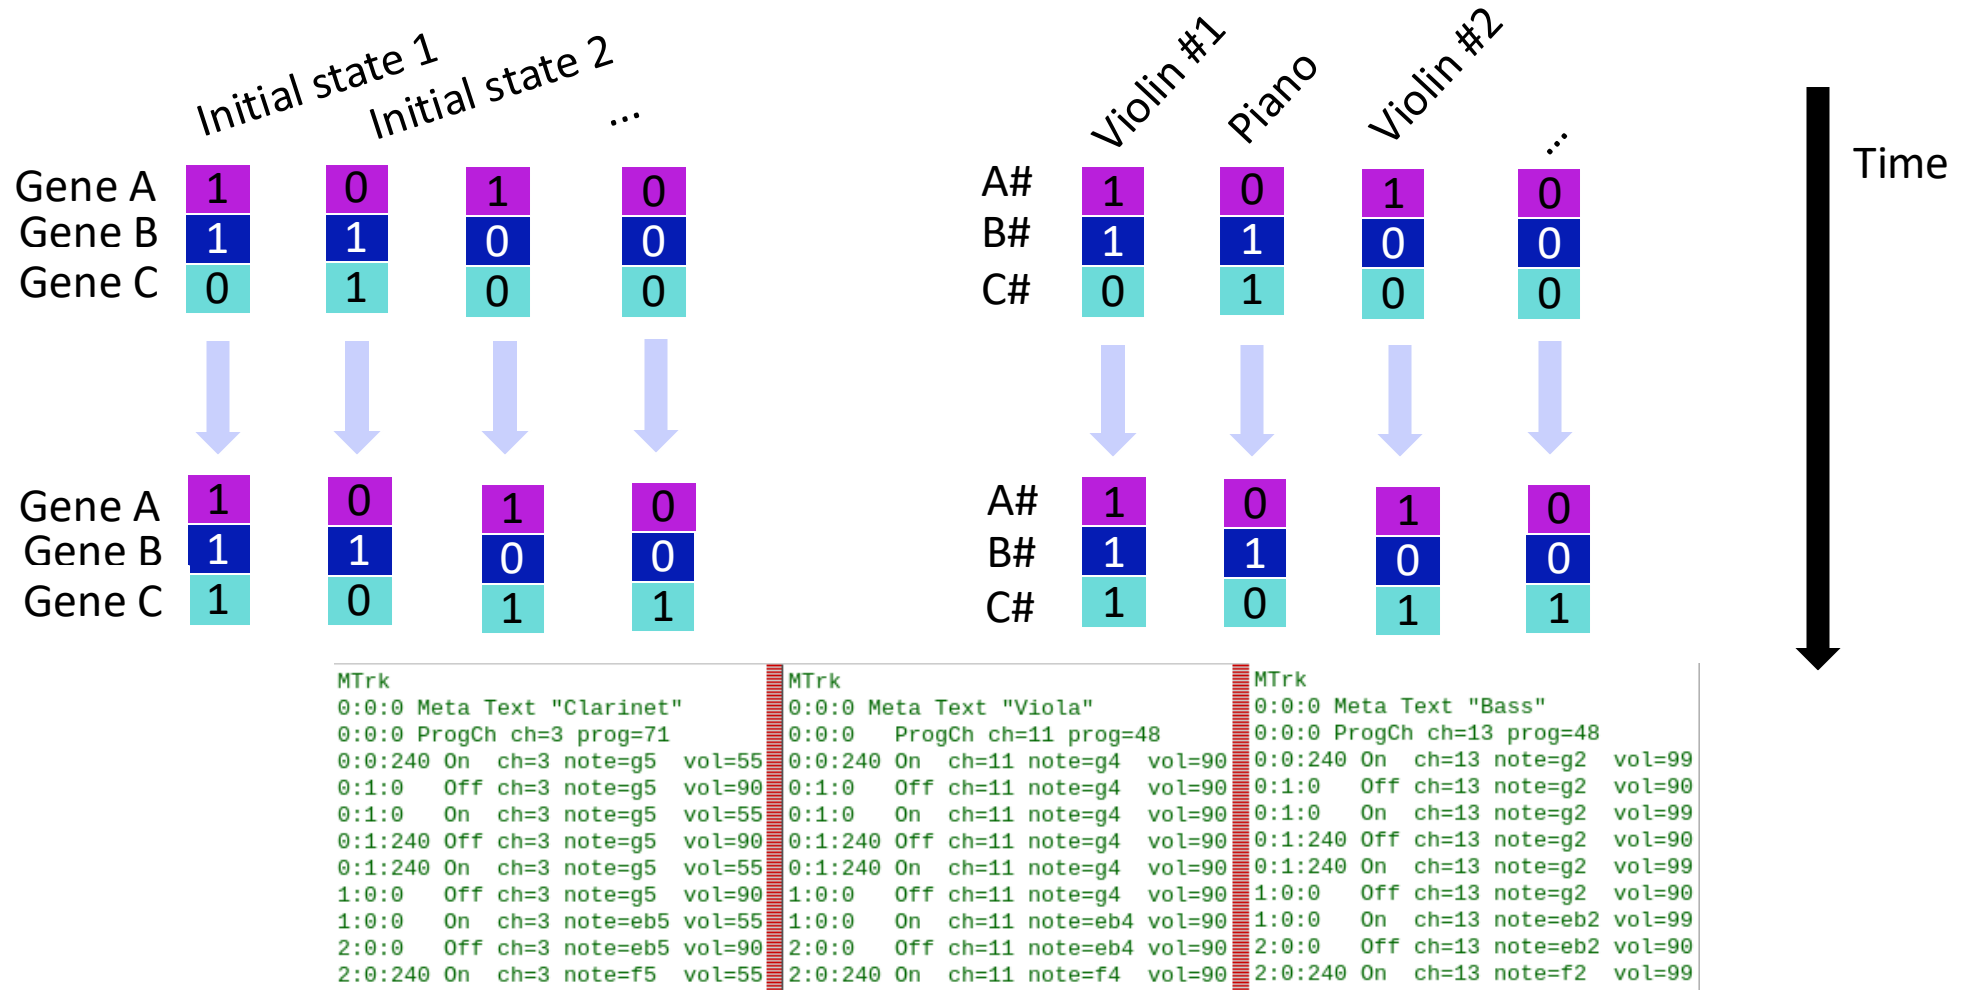 Initial state 1
Initial state 2
...
Gene A 1 0 1 0
Gene B 1 1 0 0
Gene C 0 1 0 0
Gene A 1 0 1 0
Gene B 1 1 0 0
Gene C 1 0 1 1
Violin #1
Piano
Violin #2
...
A# 1 0 1 0
B# 1 1 0 0
C# 0 1 0 0
A# 1 0 1 0
B# 1 1 0 0
C# 1 0 1 1
Time
MTrk
0:0:0 Meta Text "Clarinet"
0:0:0 ProgCh ch=3 prog=71
0:0:240 On ch=3 note=g5 vol=55
0:1:0 Off ch=3 note=g5 vol=90
0:1:0 On ch=3 note=g5 vol=55
0:1:240 Off ch=3 note=g5 vol=90
0:1:240 On ch=3 note=g5 vol=55
1:0:0 Off ch=3 note=g5 vol=90
1:0:0 On ch=3 note=eb5 vol=55
2:0:0 Off ch=3 note=eb5 vol=90
2:0:240 On ch=3 note=f5 vol=55
MTrk
0:0:0 Meta Text "Viola"
0:0:0 ProgCh ch=11 prog=48
0:0:240 On ch=11 note=g4 vol=90
0:1:0 Off ch=11 note=g4 vol=90
0:1:0 On ch=11 note=g4 vol=90
0:1:240 Off ch=11 note=g4 vol=90
0:1:240 On ch=11 note=g4 vol=90
1:0:0 Off ch=11 note=g4 vol=90
1:0:0 On ch=11 note=eb4 vol=90
2:0:0 Off ch=11 note=eb4 vol=90
2:0:240 On ch=11 note=f4 vol=90
MTrk
0:0:0 Meta Text "Bass"
0:0:0 ProgCh ch=13 prog=48
0:0:240 On ch=13 note=g2 vol=99
0:1:0 Off ch=13 note=g2 vol=90
0:1:0 On ch=13 note=g2 vol=99
0:1:240 Off ch=13 note=g2 vol=90
0:1:240 On ch=13 note=g2 vol=99
1:0:0 Off ch=13 note=g2 vol=90
1:0:0 On ch=13 note=eb2 vol=99
2:0:0 Off ch=13 note=eb2 vol=90
2:0:240 On ch=13 note=f2 vol=99